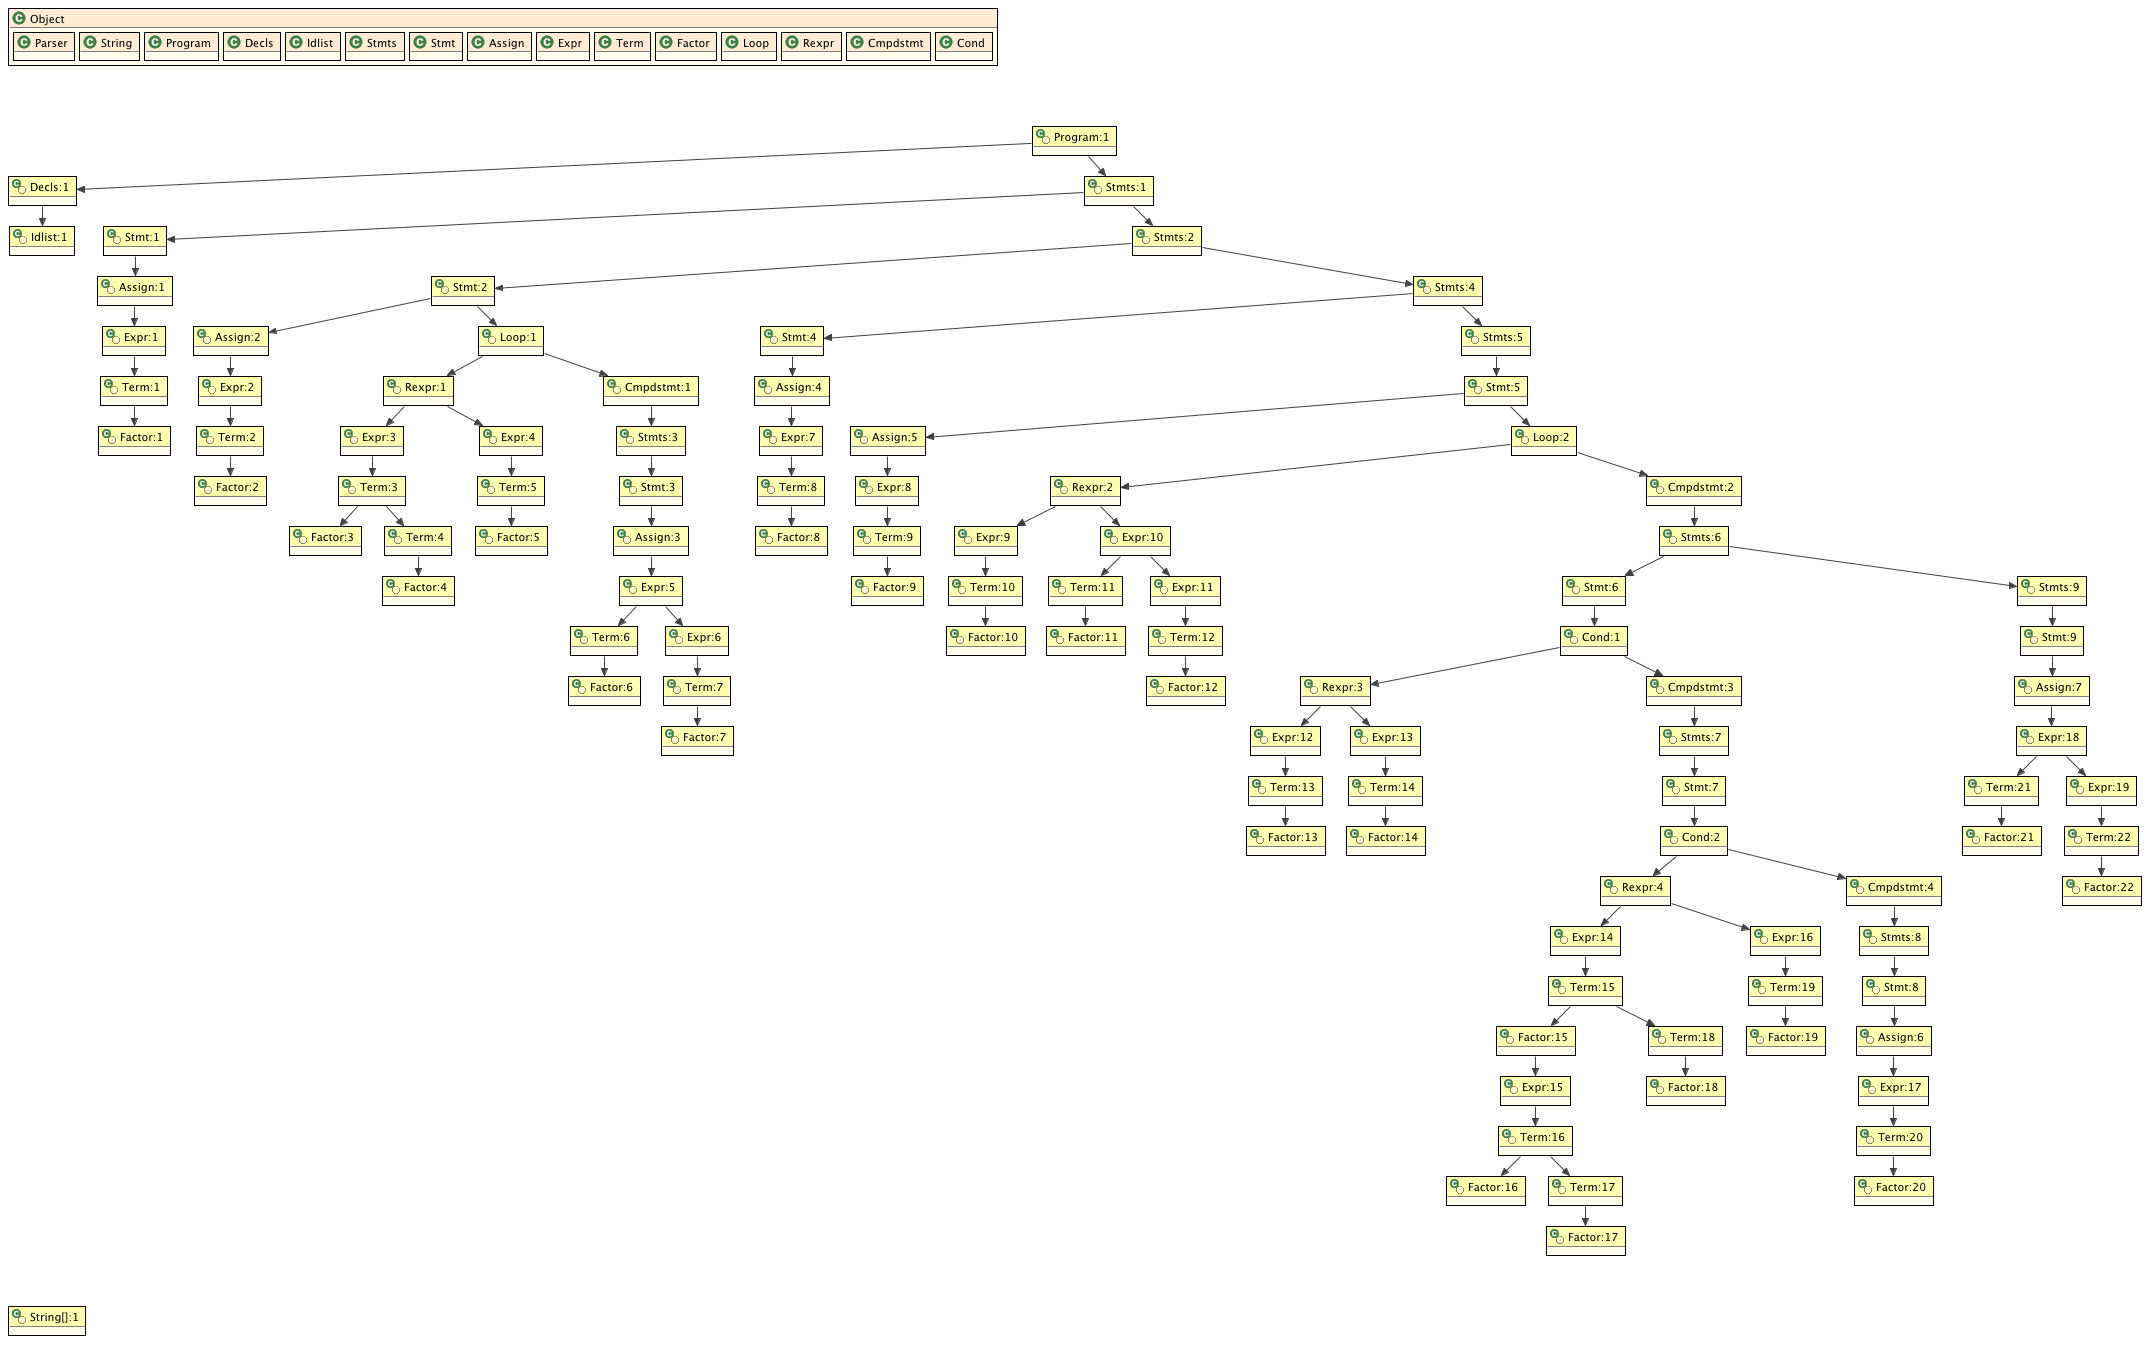 Object
Parser String Program Decls Idlist Stmts Stmt Assign Expr Term Factor Loop Rexpr Cmpdstmt Cond
Program:1
Decls:1 Stmts:1
Idlist:1 Stmt:1 Stmts:2
Assign:1 Stmt:2 Stmts:4
Expr:1 Assign:2 Loop:1 Stmt:4 Stmts:5
Term:1 Expr:2 Rexpr:1 Cmpdstmt:1 Assign:4 Stmt:5
Factor:1 Term:2 Expr:3 Expr:4 Stmts:3 Expr:7 Assign:5 Loop:2
Factor:2 Term:3 Term:5 Stmt:3 Term:8 Expr:8 Rexpr:2 Cmpdstmt:2
Factor:3 Term:4 Factor:5 Assign:3 Factor:8 Term:9 Expr:9 Expr:10 Stmts:6
Factor:4 Expr:5 Factor:9 Term:10 Term:11 Expr:11 Stmt:6 Stmts:9
Term:6 Expr:6 Factor:10 Factor:11 Term:12 Cond:1 Stmt:9
Factor:6 Term:7 Factor:12 Rexpr:3 Cmpdstmt:3 Assign:7
Factor:7 Expr:12 Expr:13 Stmts:7 Expr:18
Term:13 Term:14 Stmt:7 Term:21 Expr:19
Factor:13 Factor:14 Cond:2 Factor:21 Term:22
Rexpr:4 Cmpdstmt:4 Factor:22
Expr:14 Expr:16 Stmts:8
Term:15 Term:19 Stmt:8
Factor:15 Term:18 Factor:19 Assign:6
Expr:15 Factor:18 Expr:17
Term:16 Term:20
Factor:16 Term:17 Factor:20
Factor:17
String[]:1